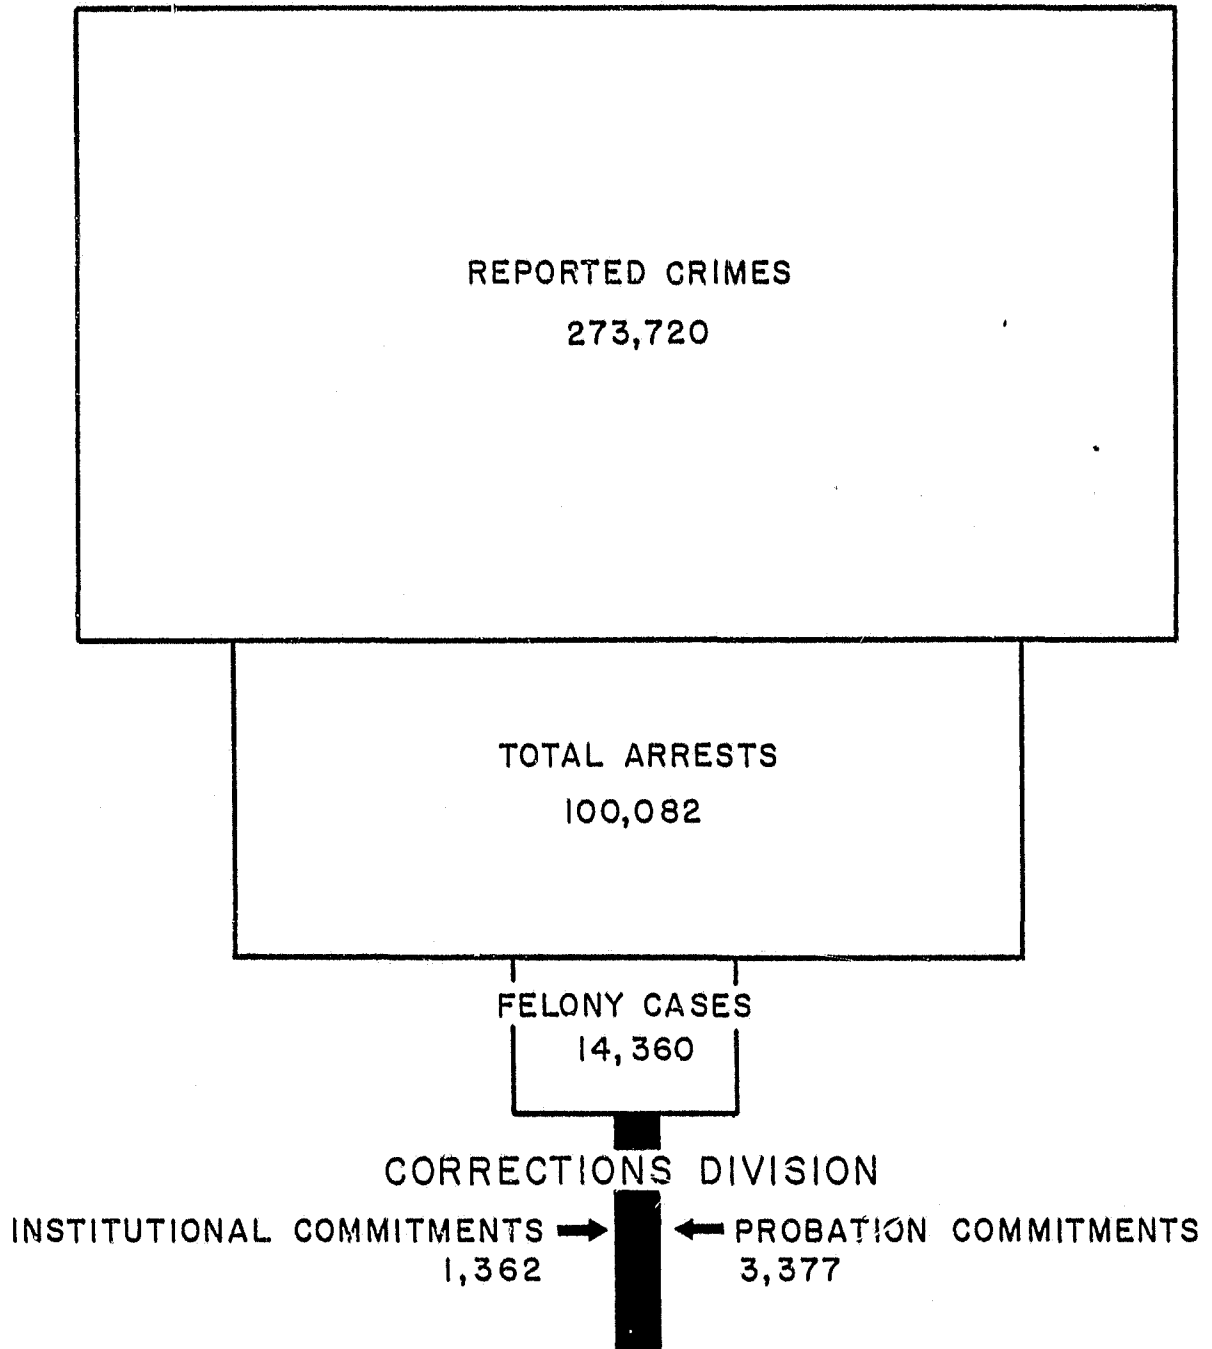 REPORTED CRIMES
273,720
TOTAL ARRESTS
100,082
FELONY CASES
14,360
CORRECTIONS DIVISION
INSTITUTIONAL COMMITMENTS
1,362
PROBATION COMMITMENTS
3,377